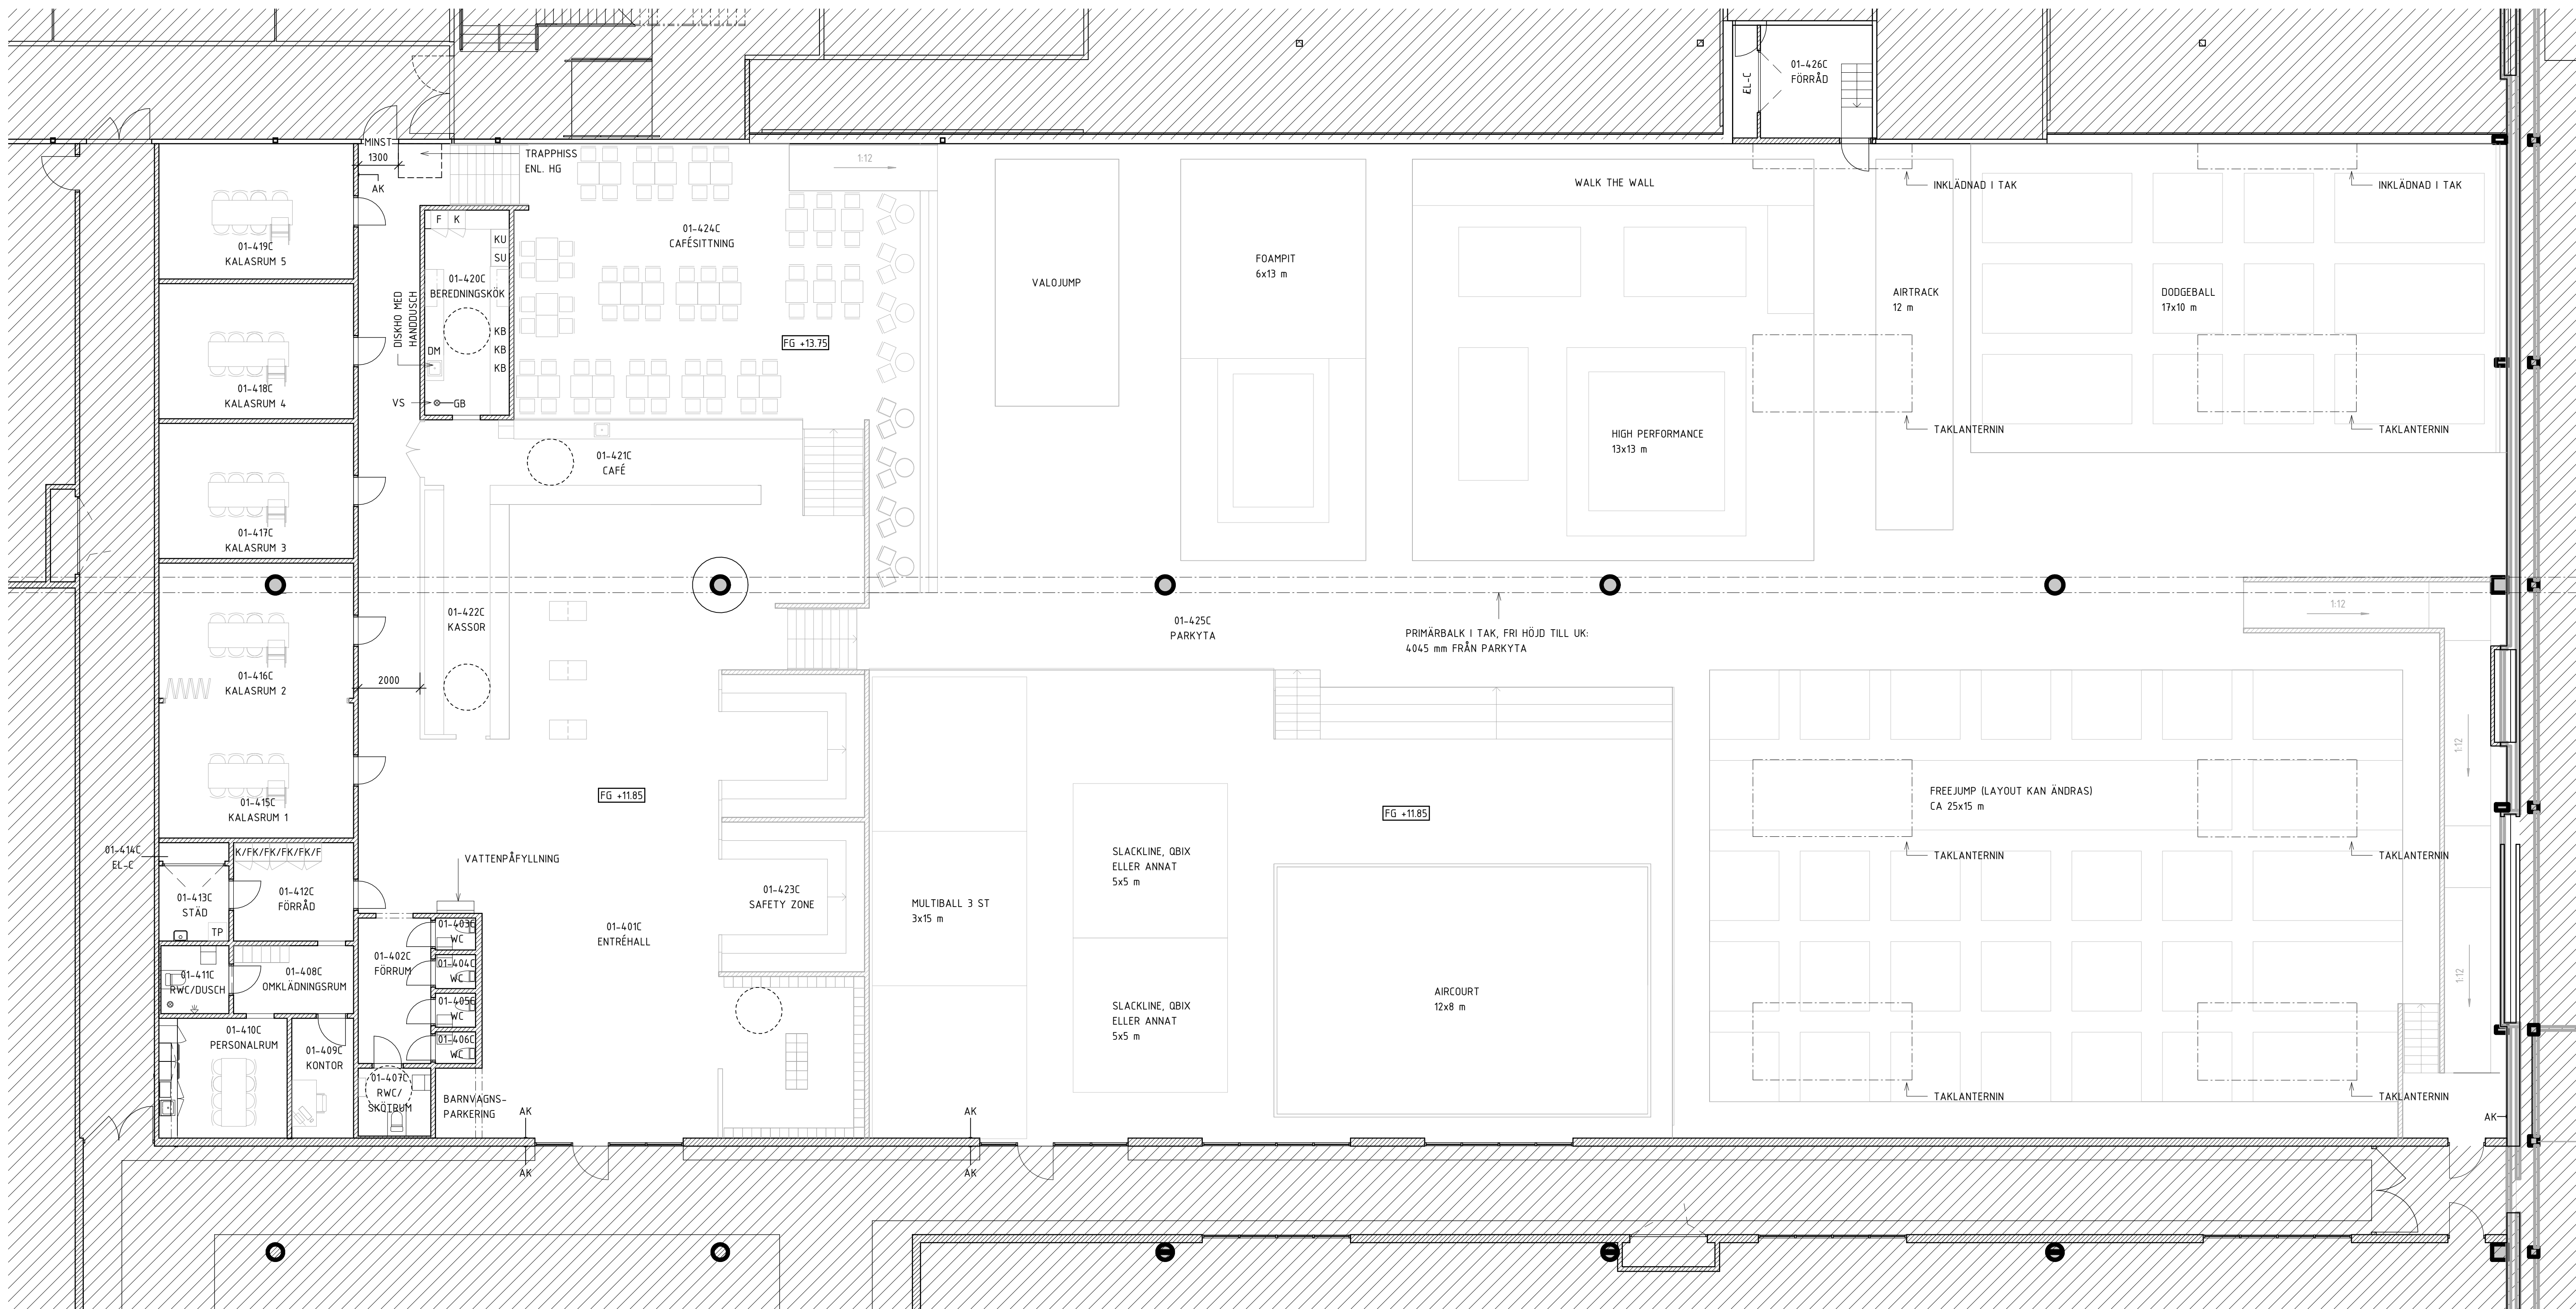 01-426C
FÖRRÅD
EL-C
MINST
1300
AK
TRAPPHISS
ENL. HG
1:12
01-419C
KALASRUM 5
F
K
KU
SU
01-420C
BEREDNINGSKÖK
DISKHO MED
HANDDUSCH
KB
KB
KB
DM
VS
GB
01-424C
CAFÉSITTNING
FG +13.75
VALOJUMP
FOAMPIT
6x13 m
WALK THE WALL
HIGH PERFORMANCE
13x13 m
INKLÄDNAD I TAK
INKLÄDNAD I TAK
AIRTRACK
12 m
DODGEBALL
17x10 m
TAKLANTERNIN
TAKLANTERNIN
01-418C
KALASRUM 4
01-421C
CAFÉ
01-417C
KALASRUM 3
01-422C
KASSOR
01-425C
PARKYTA
PRIMÄRBALK I TAK, FRI HÖJD TILL UK:
4045 mm FRÅN PARKYTA
1:12
01-416C
KALASRUM 2
2000
1:12
01-415C
KALASRUM 1
FG +11.85
FG +11.85
FREEJUMP (LAYOUT KAN ÄNDRAS)
CA 25x15 m
TAKLANTERNIN
TAKLANTERNIN
01-414C
EL-C
K/FK/FK/FK/FK/F
VATTENPÅFYLLNING
01-413C
STÄD
TP
01-412C
FÖRRÅD
01-423C
SAFETY ZONE
MULTIBALL 3 ST
3x15 m
SLACKLINE, QBIX
ELLER ANNAT
5x5 m
01-401C
ENTRÉHALL
01-403C
WC
01-402C
FÖRRUM
01-404C
WC
01-411C
RWC/DUSCH
01-408C
OMKLÄDNINGSRUM
01-405C
WC
01-406C
WC
01-410C
PERSONALRUM
01-409C
KONTOR
01-407C
RWC/
SKÖTRUM
BARNVAGNS-
PARKERING
SLACKLINE, QBIX
ELLER ANNAT
5x5 m
AIRCOURT
12x8 m
1:12
TAKLANTERNIN
TAKLANTERNIN
AK
AK
AK
AK
AK